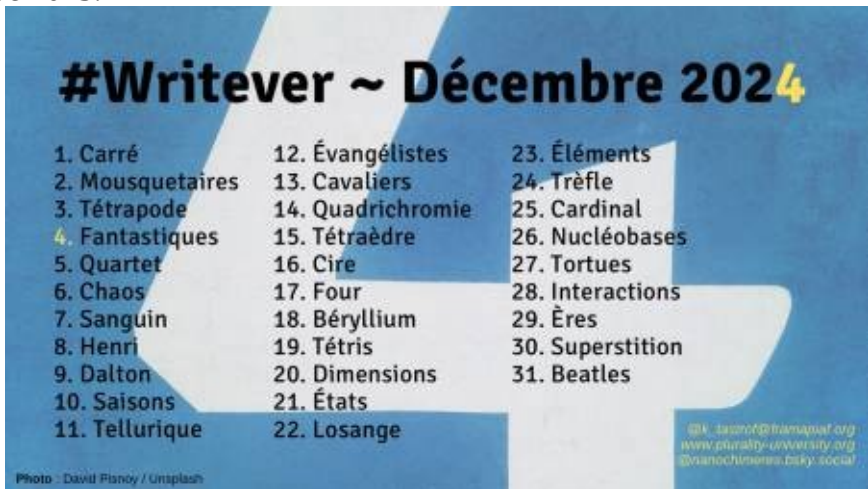 #Writever ~ Décembre 2024
1. Carré
2. Mousquetaires
3. Tétrapode
4. Fantastiques
5. Quartet
6. Chaos
7. Sanguin
8. Henri
9. Dalton
10. Saisons
11. Tellurique
12. Évangélistes
13. Cavaliers
14. Quadrichromie
15. Tétraèdre
16. Cire
17. Four
18. Béryllium
19. Tétris
20. Dimensions
21. États
22. Losange
23. Éléments
24. Trèfle
25. Cardinal
26. Nucléobases
27. Tortues
28. Interactions
29. Ères
30. Superstition
31. Beatles
@k_tastrof@framapiaf.org
www.plurality-university.org
@nanochimeres.bsky.social
Photo : David Pisnoy / Unsplash